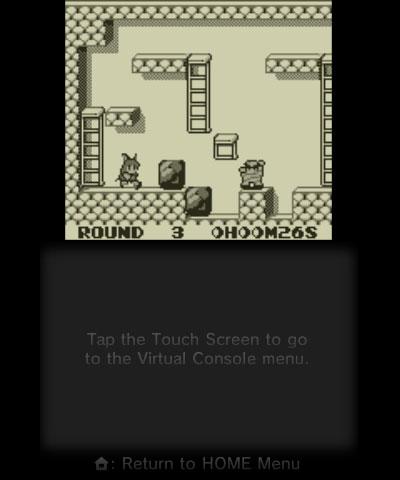 ROUND 3 0H00M26S
Tap the Touch Screen to go
to the Virtual Console menu.
: Return to HOME Menu